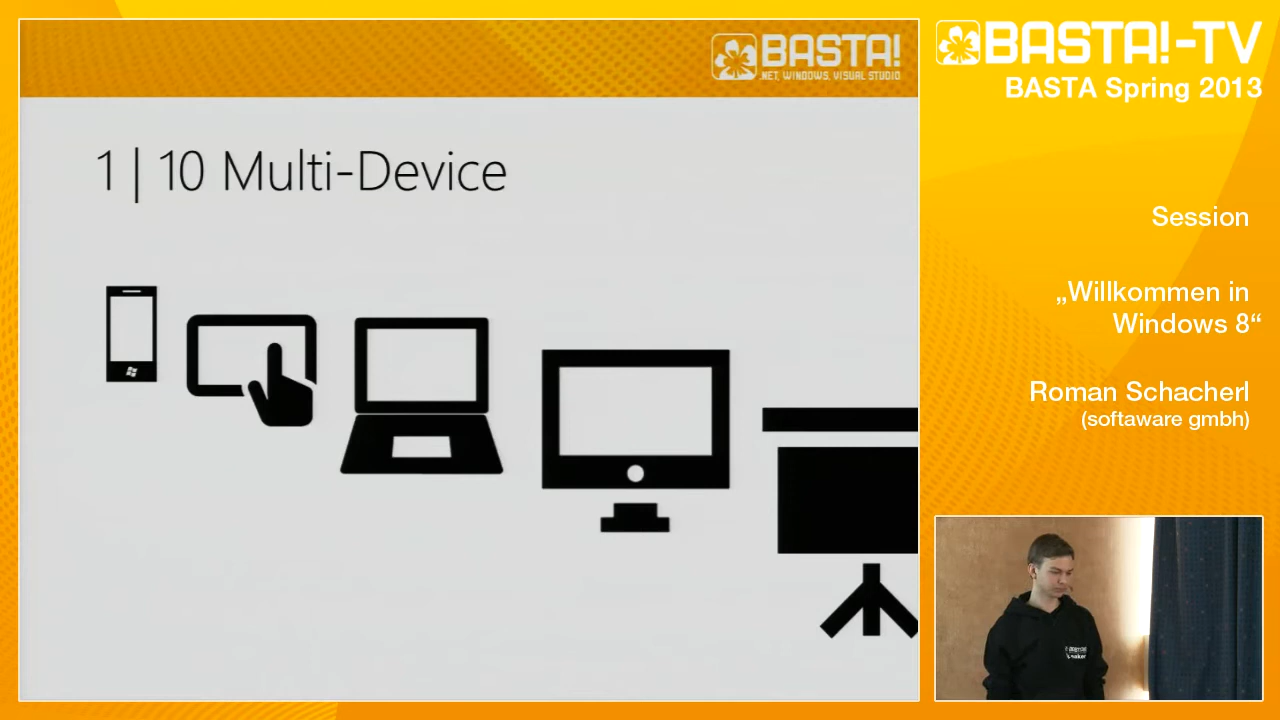 BASTA!
.NET, WINDOWS, VISUAL STUDIO
1 | 10 Multi-Device
BASTA!-TV
BASTA Spring 2013
Session
„Willkommen in
Windows 8“
Roman Schacherl
(softaware gmbh)
BASTA!